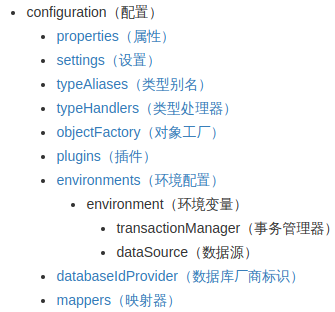 configuration（配置）
properties（属性）
settings（设置）
typeAliases（类型别名）
typeHandlers（类型处理器）
objectFactory（对象工厂）
plugins（插件）
environments（环境配置）
environment（环境变量）
transactionManager（事务管理器）
dataSource（数据源）
databaseIdProvider（数据库厂商标识）
mappers（映射器）